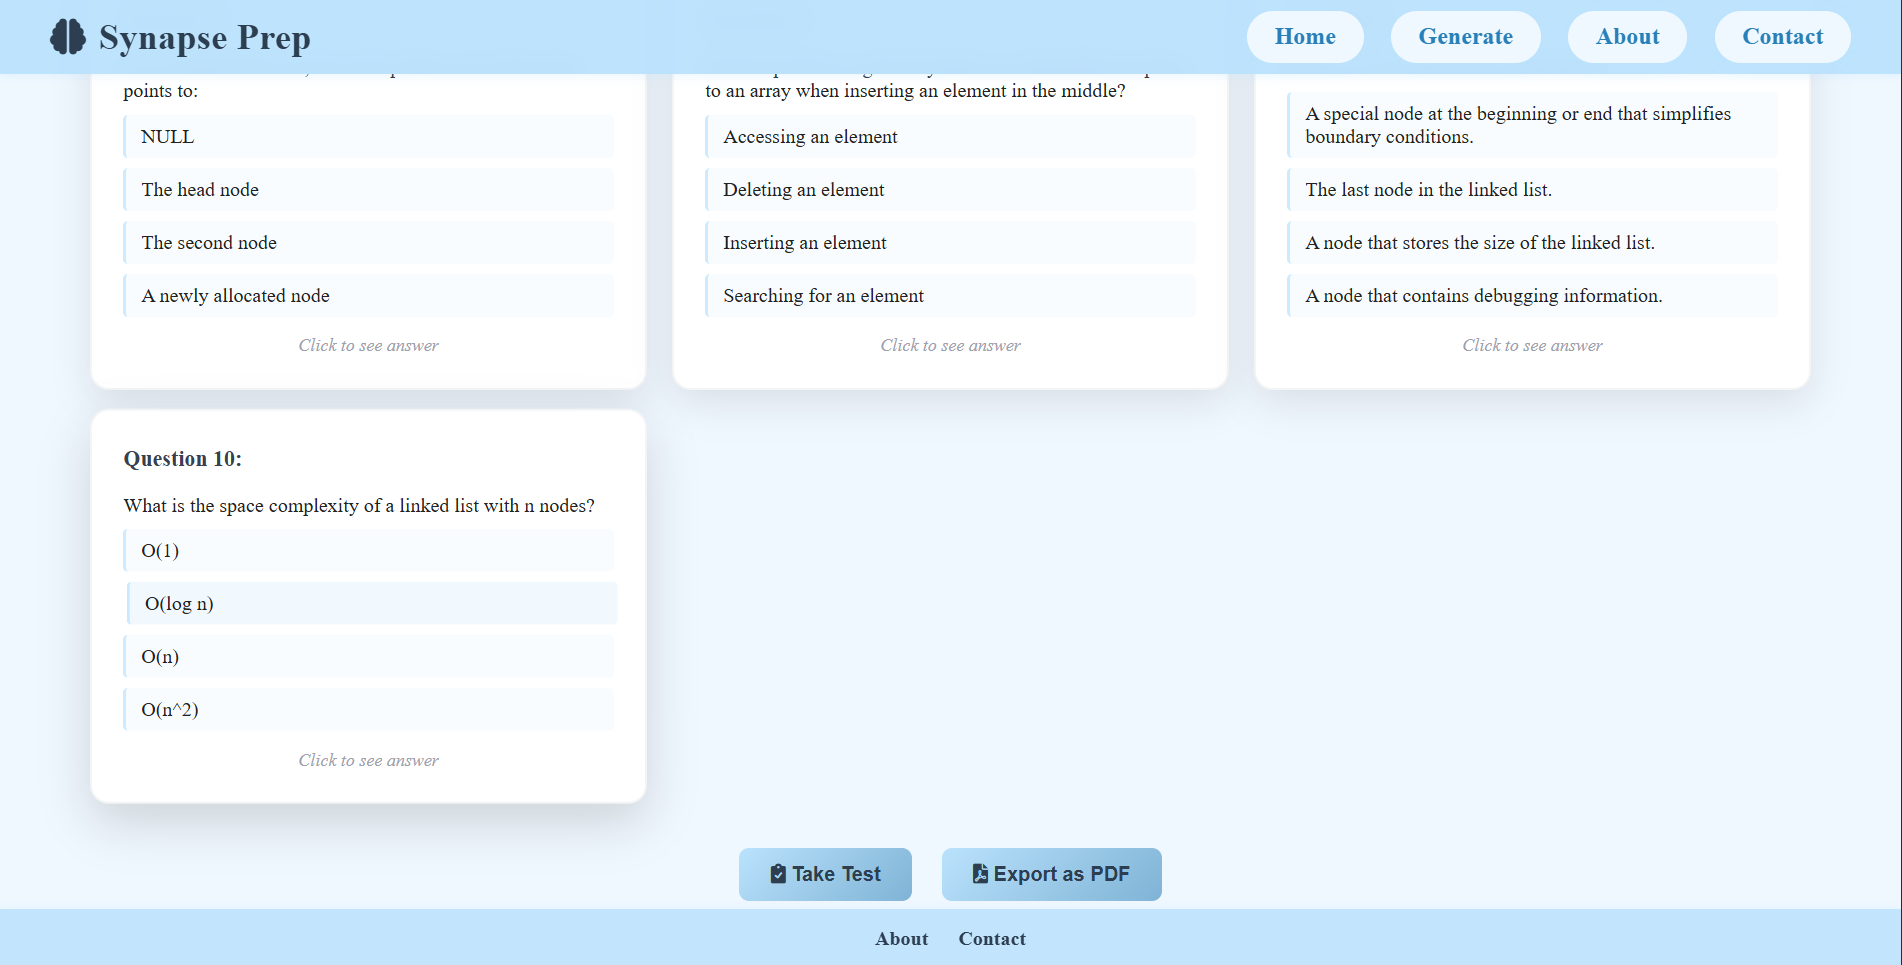 Synapse Prep
Home
Generate
About
Contact
points to:
NULL
The head node
The second node
A newly allocated node
Click to see answer
to an array when inserting an element in the middle?
Accessing an element
Deleting an element
Inserting an element
Searching for an element
Click to see answer
A special node at the beginning or end that simplifies
boundary conditions.
The last node in the linked list.
A node that stores the size of the linked list.
A node that contains debugging information.
Click to see answer
Question 10:
What is the space complexity of a linked list with n nodes?
O(1)
O(log n)
O(n)
O(n^2)
Click to see answer
Take Test
Export as PDF
About
Contact